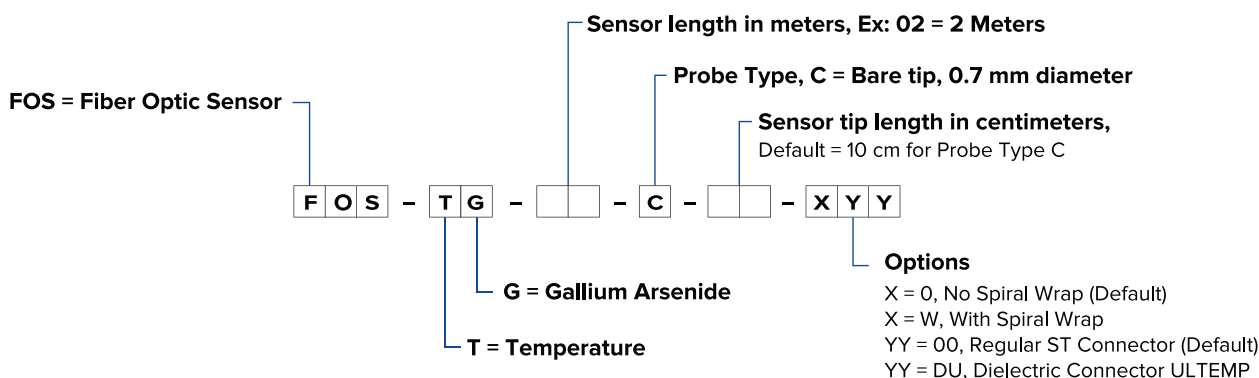 Sensor length in meters, Ex: 02 = 2 Meters
Probe Type, C = Bare tip, 0.7 mm diameter
FOS = Fiber Optic Sensor
Sensor tip length in centimeters,
Default = 10 cm for Probe Type C
F O S – T G – – C – – X Y Y
Options
G = Gallium Arsenide
X = 0, No Spiral Wrap (Default)
X = W, With Spiral Wrap
T = Temperature
YY = 00, Regular ST Connector (Default)
YY = DU, Dielectric Connector ULTEMP